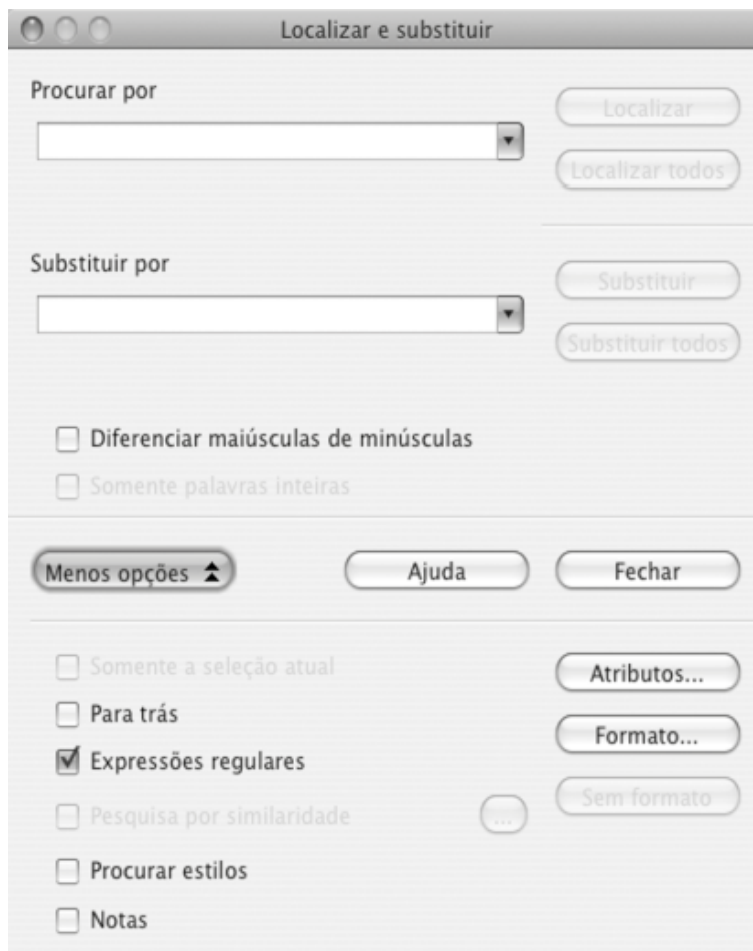 Localizar e substituir
Procurar por
Localizar
Localizar todos
Substituir por
Substituir
Substituir todos
Diferenciar maiúsculas de minúsculas
Somente palavras inteiras
Menos opções
Ajuda
Fechar
Somente a seleção atual
Atributos...
Para trás
Formato...
Expressões regulares
Sem formato
Pesquisa por similaridade
...
Procurar estilos
Notas